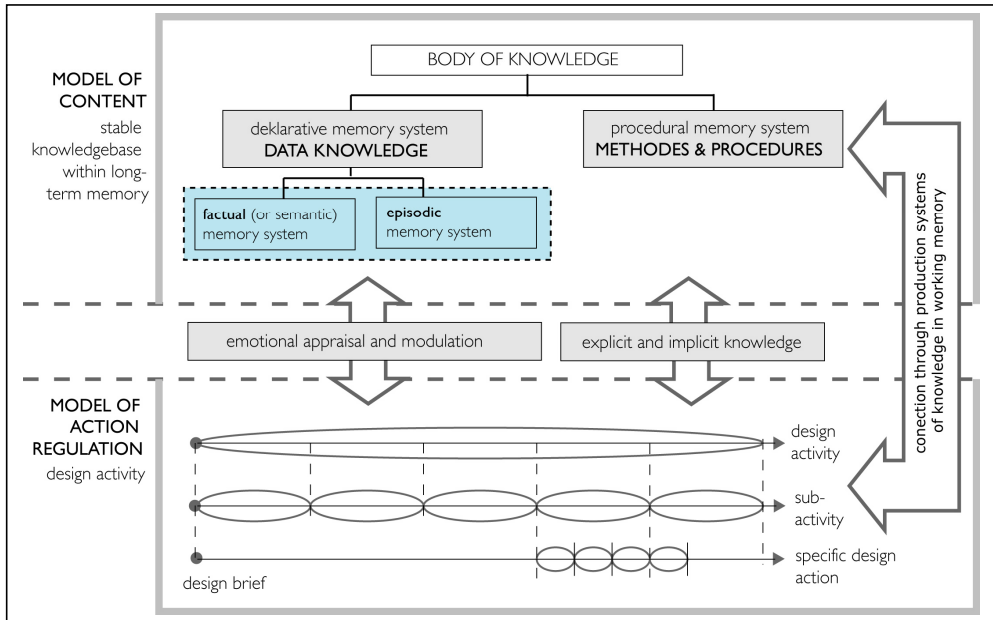 BODY OF KNOWLEDGE
MODEL OF
CONTENT
stable
knowledgebase
within long-
term memory
deklarative memory system
DATA KNOWLEDGE
procedural memory system
METHODES & PROCEDURES
factual (or semantic)
memory system
episodic
memory system
emotional appraisal and modulation
explicit and implicit knowledge
conection through production systems
of knowledge in working memory
MODEL OF
ACTION
REGULATION
design activity
design
activity
sub-
activity
specific design
action
design brief